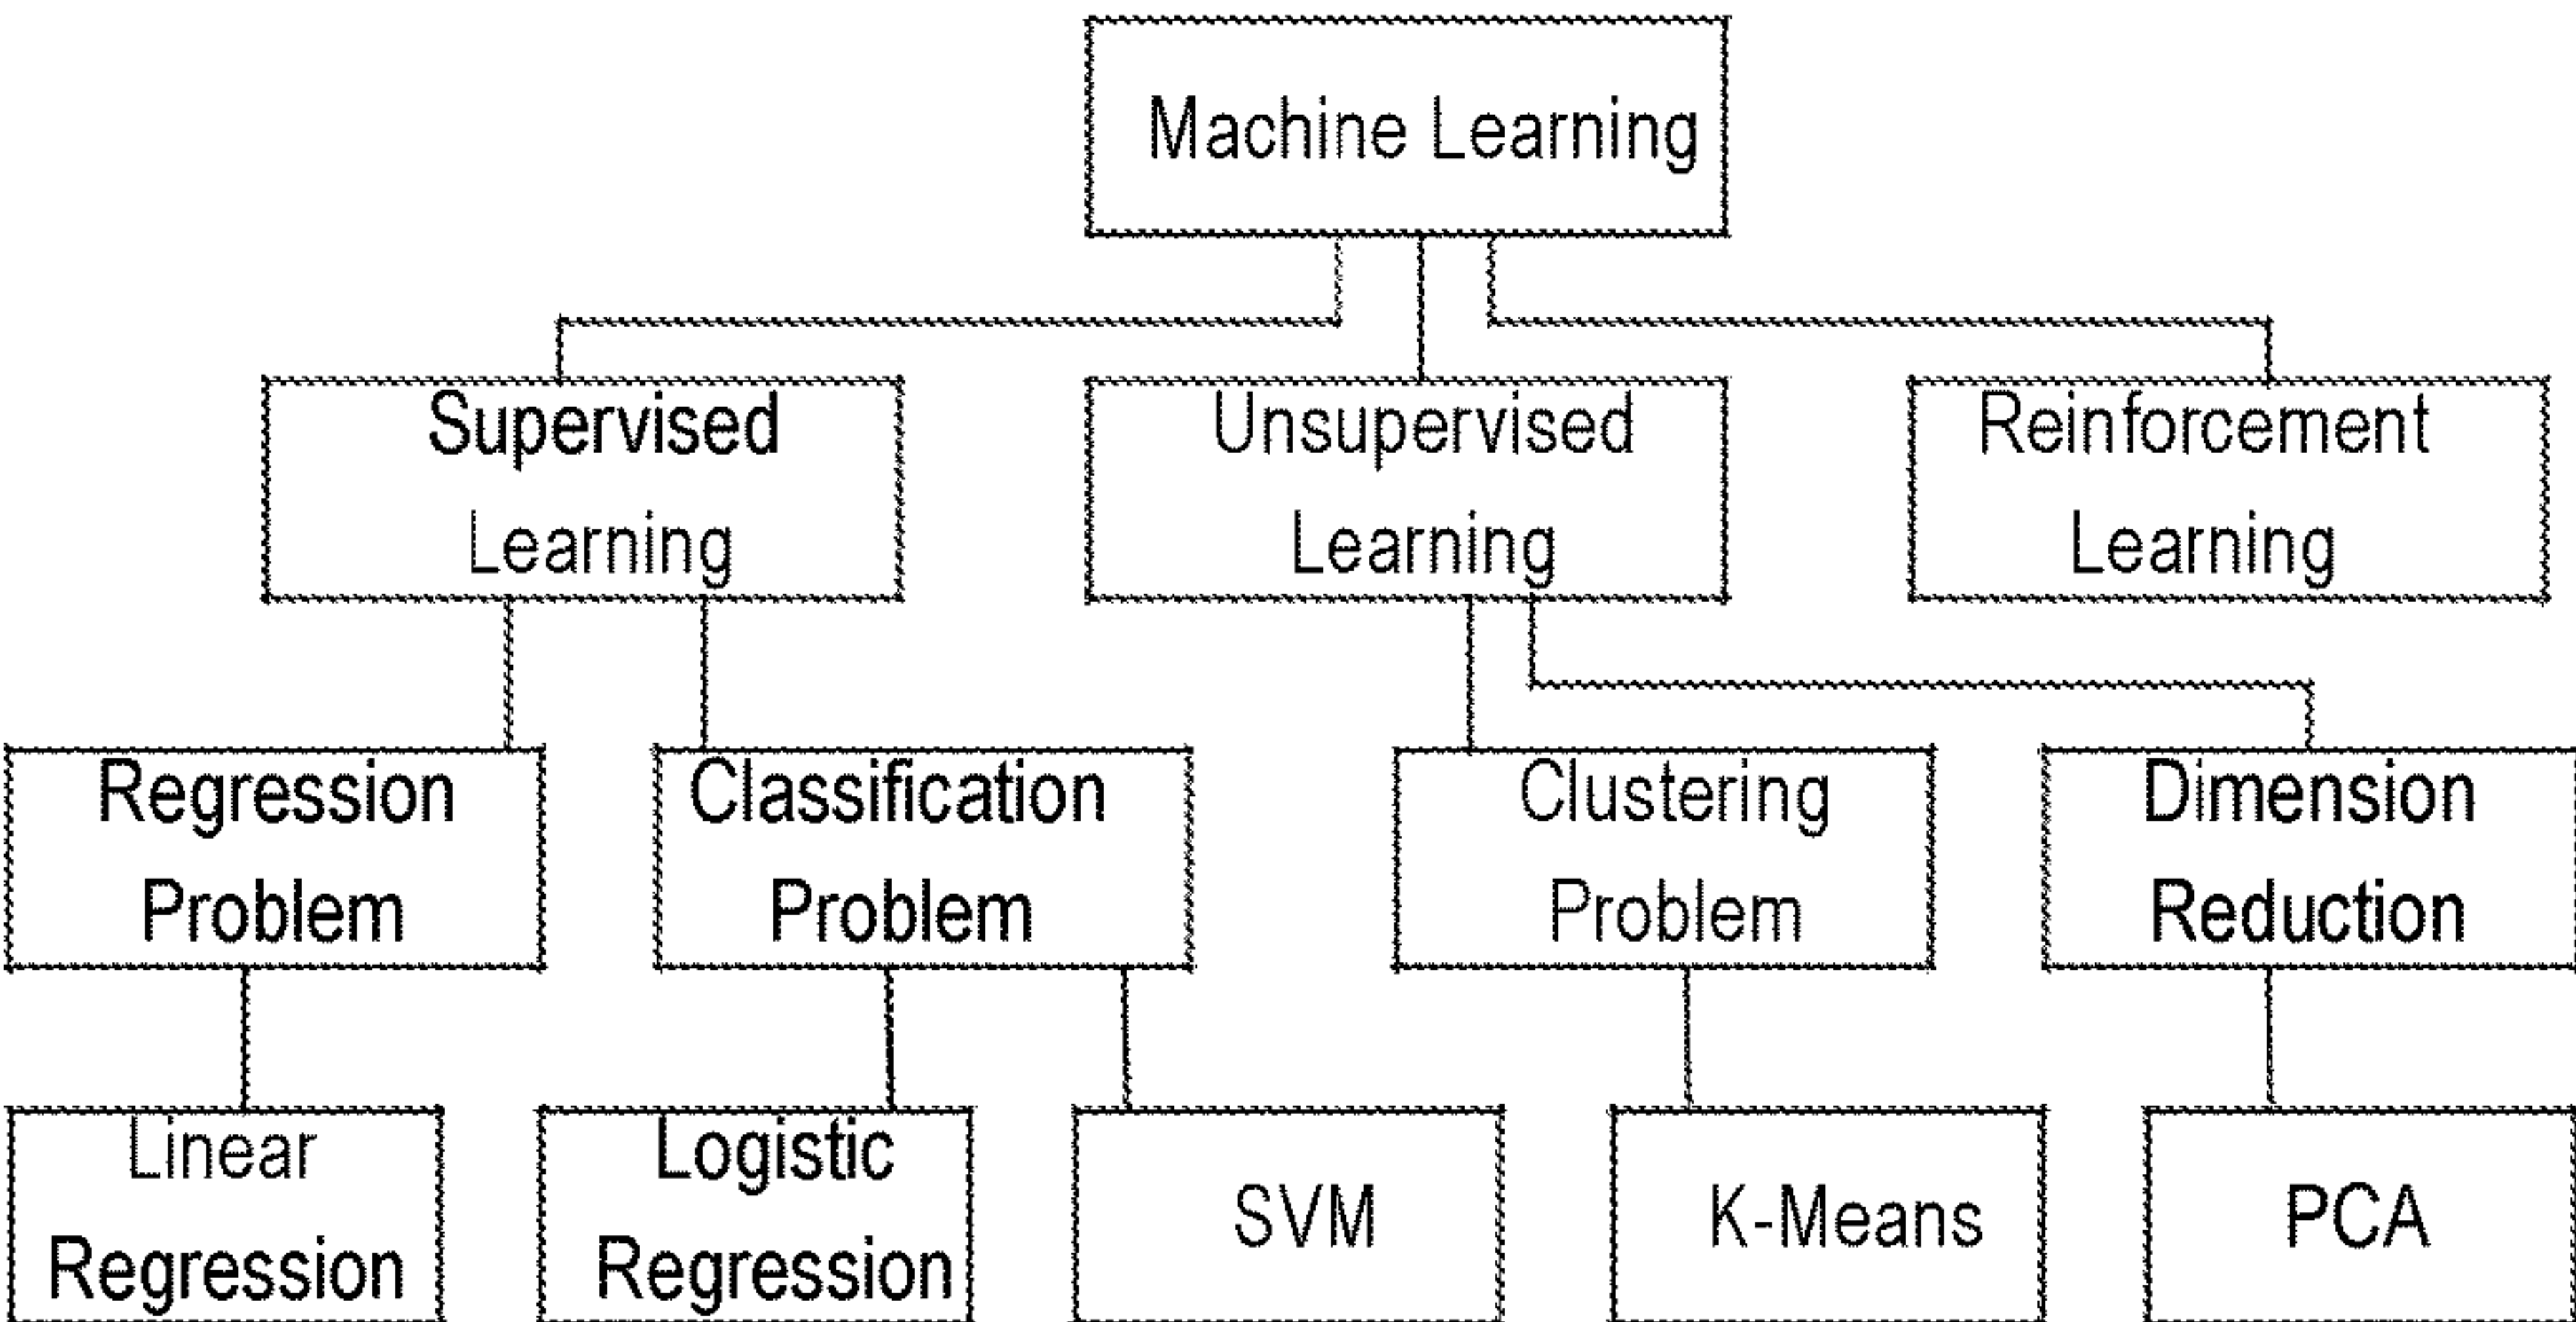 Machine Learning
Supervised
Learning
Unsupervised
Learning
Reinforcement
Learning
Regression
Problem
Classification
Problem
Clustering
Problem
Dimension
Reduction
Linear
Regression
Logistic
Regression
SVM
K-Means
PCA